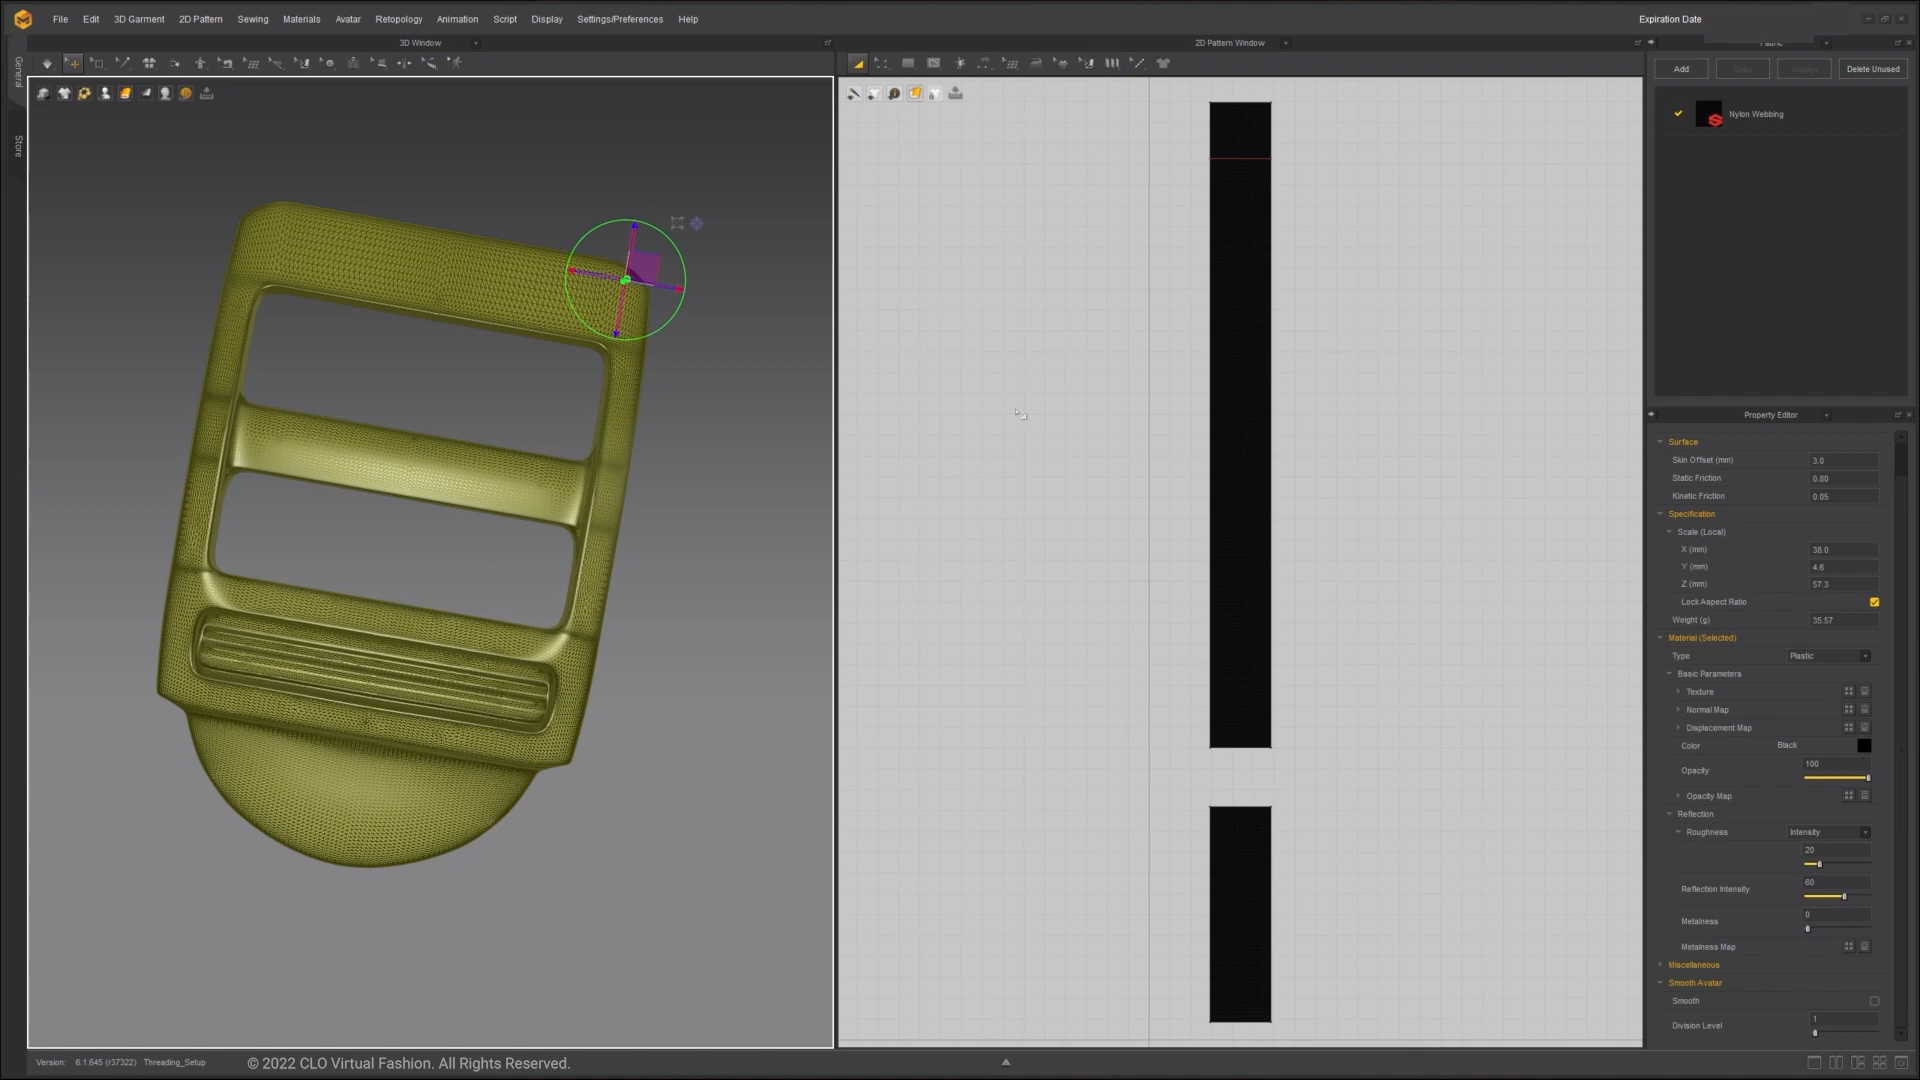 File Edit 3D Garment 2D Pattern Sewing Materials Avatar Retopology Animation Script Display Settings/Preferences Help
Expiration Date
3D Window
2D Pattern Window
General
Store
Add
Delete Unused
Nylon Webbing
Property Editor
Surface
Skin Offset (mm) 3.0
Static Friction 0.80
Kinetic Friction 0.05
Specification
Scale (Local)
X (mm) 38.0
Y (mm) 4.6
Z (mm) 57.3
Lock Aspect Ratio
Weight (g) 35.57
Material (Selected)
Type Plastic
Basic Parameters
Texture
Normal Map
Displacement Map
Color Black
Opacity 100
Opacity Map
Reflection
Roughness Intensity
20
Reflection Intensity 60
Metalness 0
Metalness Map
Miscellaneous
Smooth Avatar
Smooth
Division Level 1
Version: 6.1.645 (r37322) Threading_Setup
© 2022 CLO Virtual Fashion. All Rights Reserved.